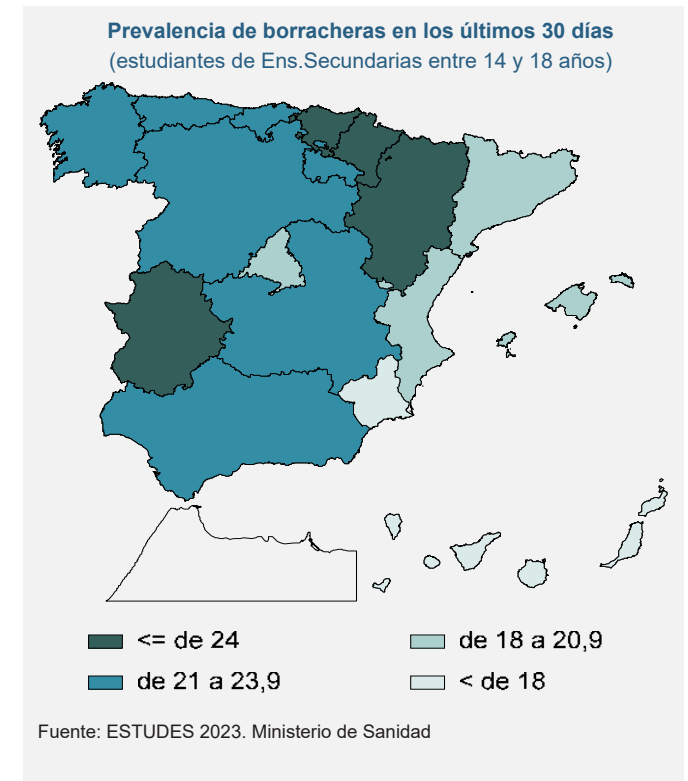 Prevalencia de borracheras en los últimos 30 días
(estudiantes de Ens.Secundarias entre 14 y 18 años)
<= de 24
de 18 a 20,9
de 21 a 23,9
< de 18
Fuente: ESTUDES 2023. Ministerio de Sanidad